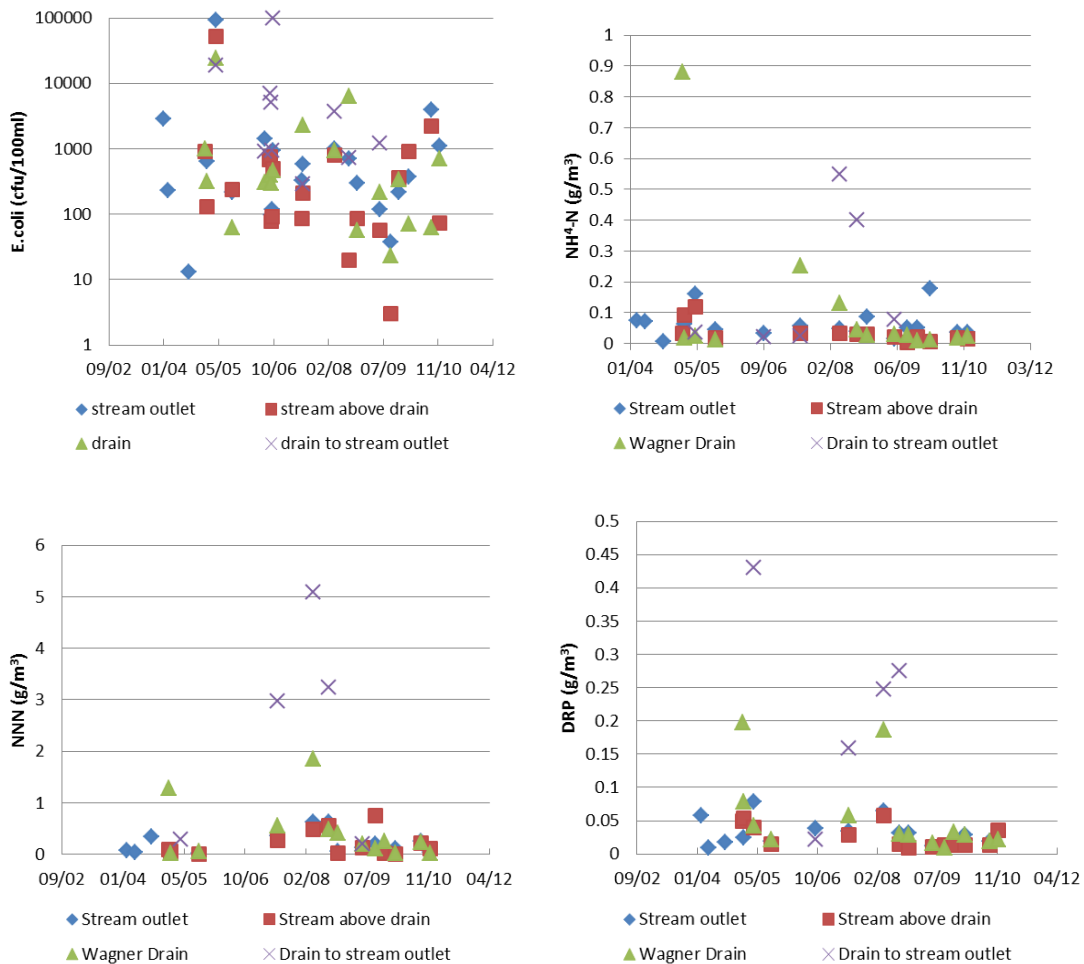 E.coli (cfu/100ml)
100000
10000
1000
100
10
1
09/02 01/04 05/05 10/06 02/08 07/09 11/10 04/12
stream outlet stream above drain
drain drain to stream outlet
NH⁴-N (g/m³)
1
0.9
0.8
0.7
0.6
0.5
0.4
0.3
0.2
0.1
0
01/04 05/05 09/06 02/08 06/09 11/10 03/12
Stream outlet Stream above drain
Wagner Drain Drain to stream outlet
NNN (g/m³)
6
5
4
3
2
1
0
09/02 01/04 05/05 10/06 02/08 07/09 11/10 04/12
Stream outlet Stream above drain
Wagner Drain Drain to stream outlet
DRP (g/m³)
0.5
0.45
0.4
0.35
0.3
0.25
0.2
0.15
0.1
0.05
0
09/02 01/04 05/05 10/06 02/08 07/09 11/10 04/12
Stream outlet Stream above drain
Wagner Drain Drain to stream outlet